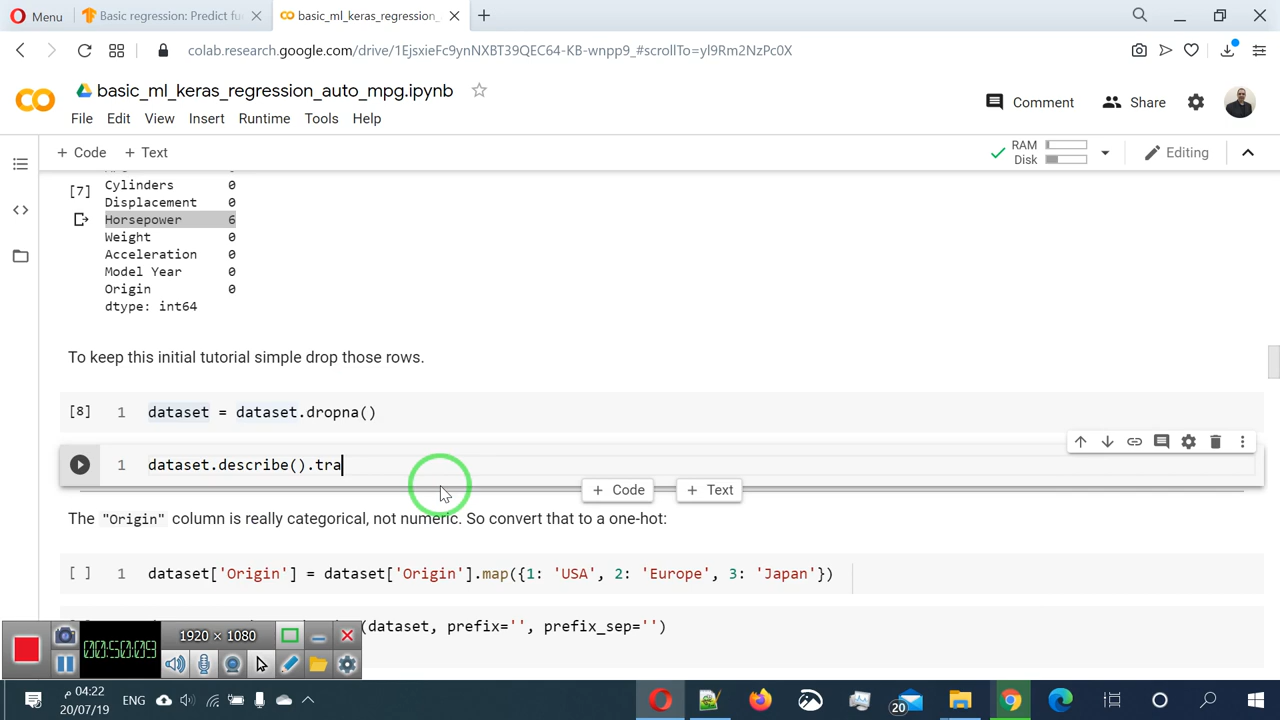 Menu
Basic regression: Predict fu
basic_ml_keras_regression_
colab.research.google.com/drive/1EjsxieFc9ynNXBT39QEC64-KB-wnpp9_#scrollTo=yl9Rm2NzPc0X
basic_ml_keras_regression_auto_mpg.ipynb
Comment
Share
File Edit View Insert Runtime Tools Help
+ Code + Text
RAM
Disk
Editing
[7]
Cylinders 0
Displacement 0
Horsepower 6
Weight 0
Acceleration 0
Model Year 0
Origin 0
dtype: int64
To keep this initial tutorial simple drop those rows.
[8] 1 dataset = dataset.dropna()
1 dataset.describe().tra
+ Code + Text
The "Origin" column is really categorical, not numeric. So convert that to a one-hot:
[ ] 1 dataset['Origin'] = dataset['Origin'].map({1: 'USA', 2: 'Europe', 3: 'Japan'})
(dataset, prefix='', prefix_sep='')
00:50:09
1920 × 1080
04:22 م
20/07/19
ENG
20